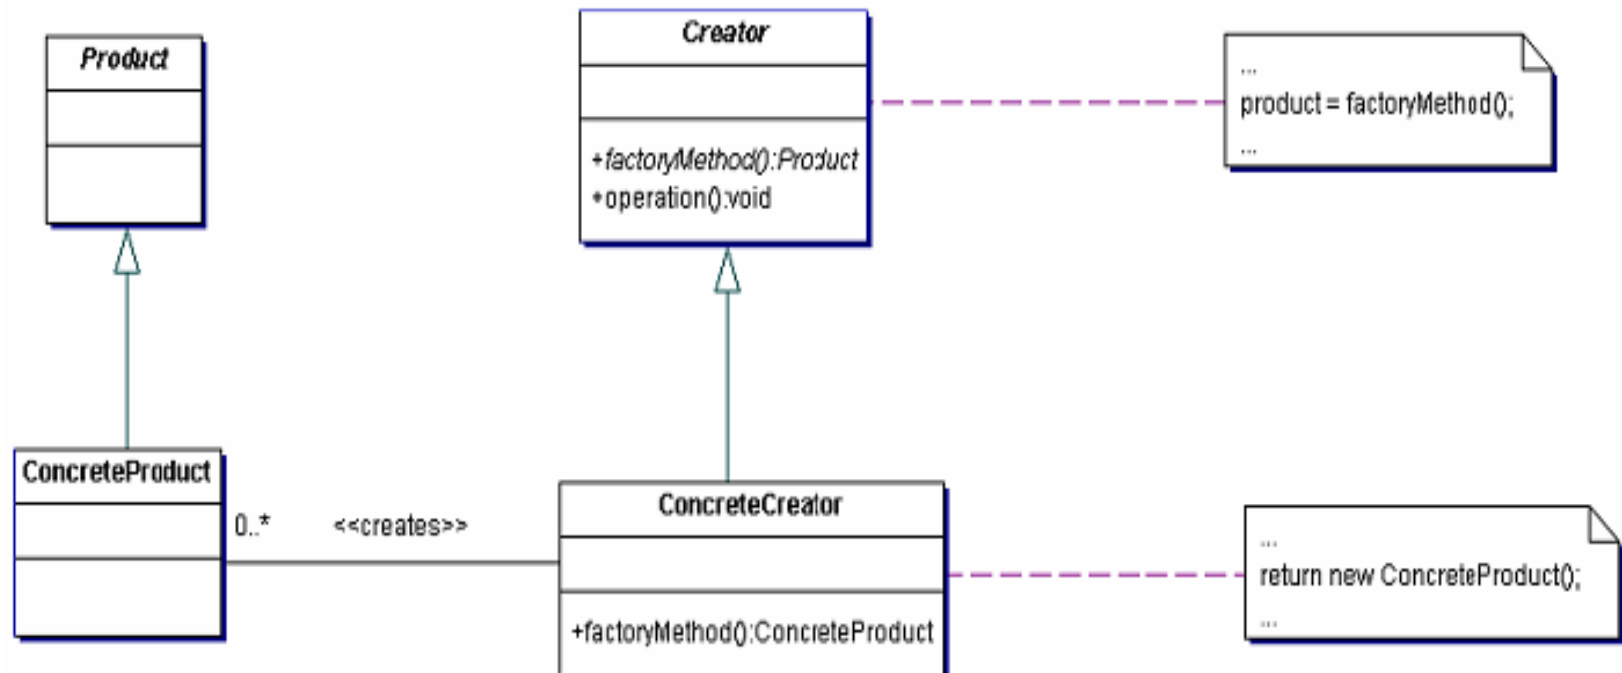 Product
Creator
+factoryMethod():Product
+operation():void
...
product = factoryMethod();
...
ConcreteProduct
0..* <<creates>>
ConcreteCreator
+factoryMethod():ConcreteProduct
...
return new ConcreteProduct();
...